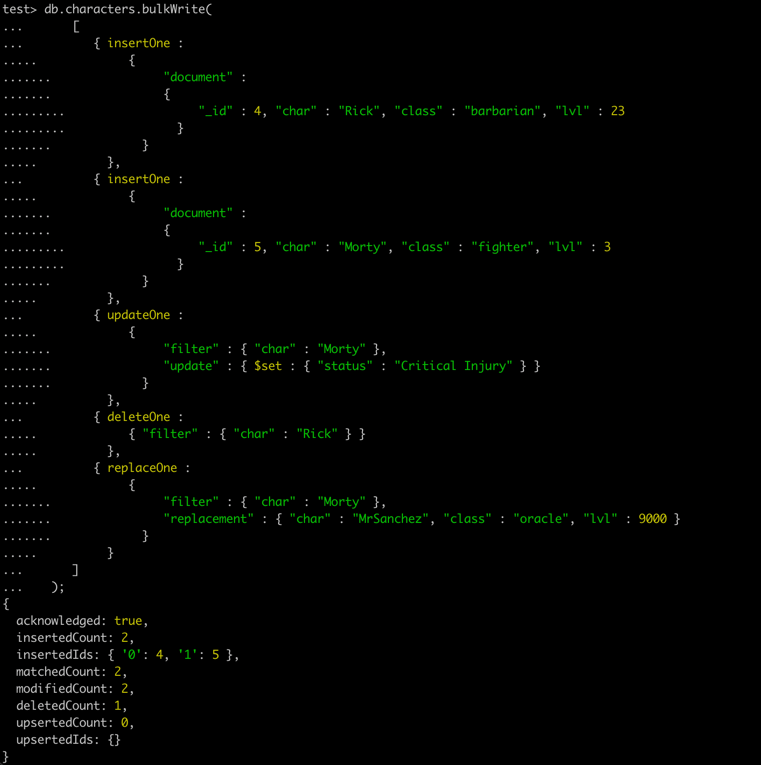 test> db.characters.bulkWrite(
...       [
...         { insertOne :
.....            {
.......              "document" :
.......              {
.........                "_id" : 4, "char" : "Rick", "class" : "barbarian", "lvl" : 23
.........              }
.......            }
.....          },
...         { insertOne :
.....            {
.......              "document" :
.......              {
.........                "_id" : 5, "char" : "Morty", "class" : "fighter", "lvl" : 3
.........              }
.......            }
.....          },
...         { updateOne :
.....            {
.......              "filter" : { "char" : "Morty" },
.......              "update" : { $set : { "status" : "Critical Injury" } }
.......            }
.....          },
...         { deleteOne :
.....            { "filter" : { "char" : "Rick" } }
.....          },
...         { replaceOne :
.....            {
.......              "filter" : { "char" : "Morty" },
.......              "replacement" : { "char" : "MrSanchez", "class" : "oracle", "lvl" : 9000 }
.......            }
.....          }
...       ]
...    );
{
  acknowledged: true,
  insertedCount: 2,
  insertedIds: { '0': 4, '1': 5 },
  matchedCount: 2,
  modifiedCount: 2,
  deletedCount: 1,
  upsertedCount: 0,
  upsertedIds: {}
}